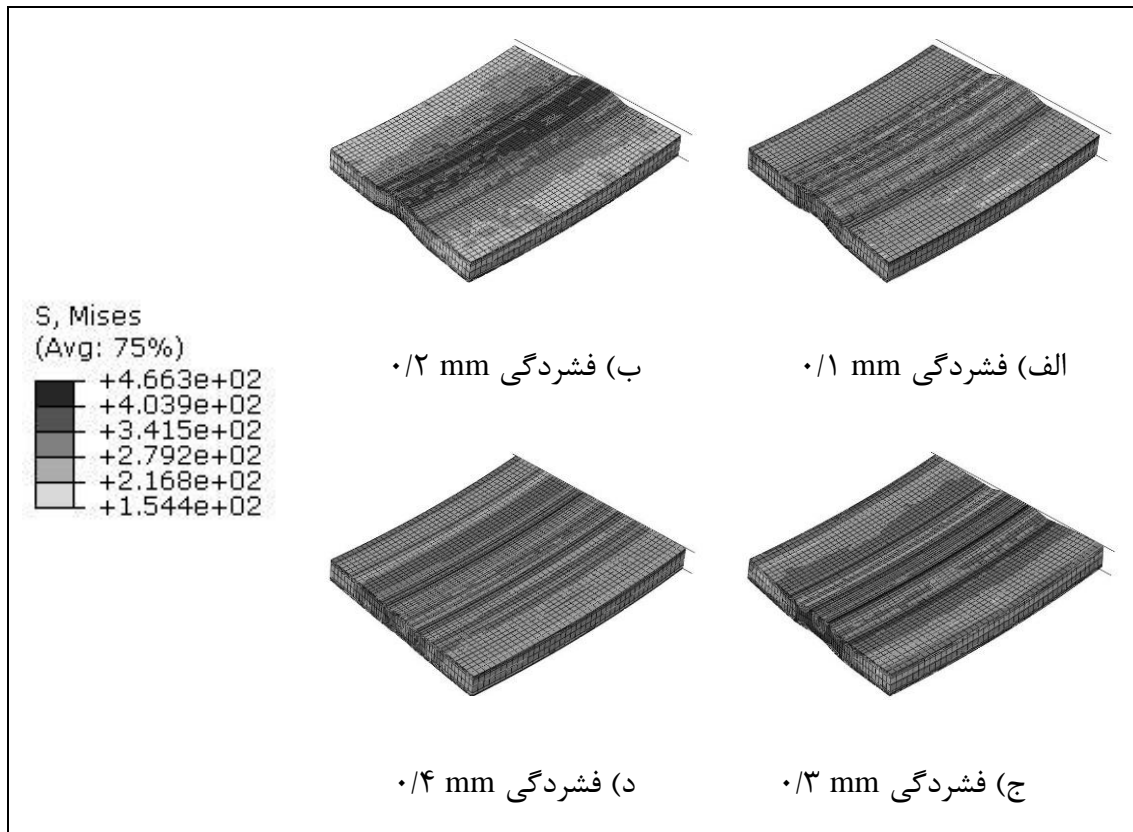 S, Mises
(Avg: 75%)
+4.663e+02
+4.039e+02
+3.415e+02
+2.792e+02
+2.168e+02
+1.544e+02
الف) فشردگی ۰/۱ mm
ب) فشردگی ۰/۲ mm
ج) فشردگی ۰/۳ mm
د) فشردگی ۰/۴ mm